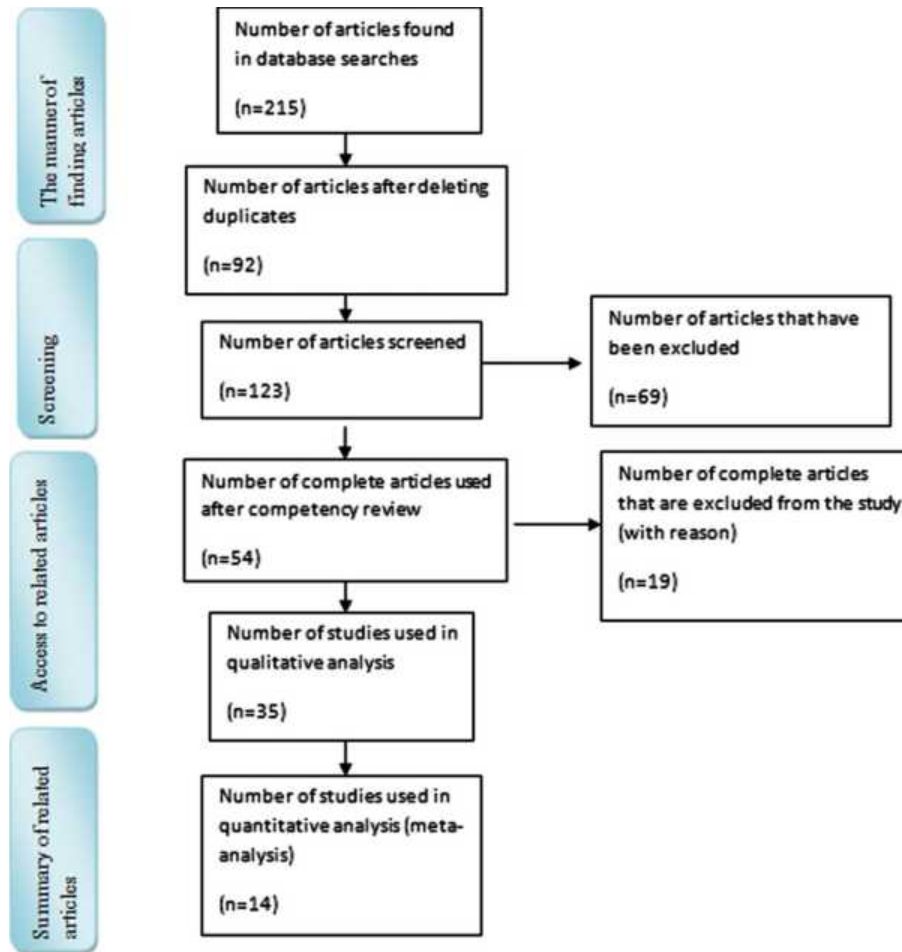 The manner of
finding articles
Number of articles found
in database searches
(n=215)
Number of articles after deleting
duplicates
(n=92)
Screening
Number of articles screened
(n=123)
Number of articles that have
been excluded
(n=69)
Access to related articles
Number of complete articles used
after competency review
(n=54)
Number of complete articles
that are excluded from the study
(with reason)
(n=19)
Number of studies used in
qualitative analysis
(n=35)
Summary of related
articles
Number of studies used in
quantitative analysis (meta-
analysis)
(n=14)